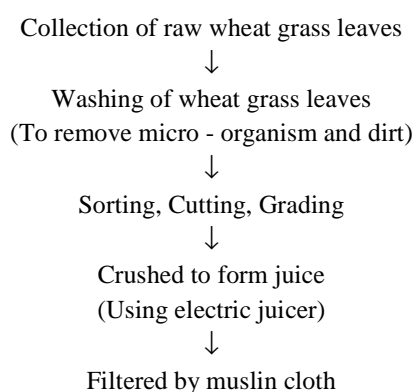 Collection of raw wheat grass leaves
↓
Washing of wheat grass leaves
(To remove micro - organism and dirt)
↓
Sorting, Cutting, Grading
↓
Crushed to form juice
(Using electric juicer)
↓
Filtered by muslin cloth